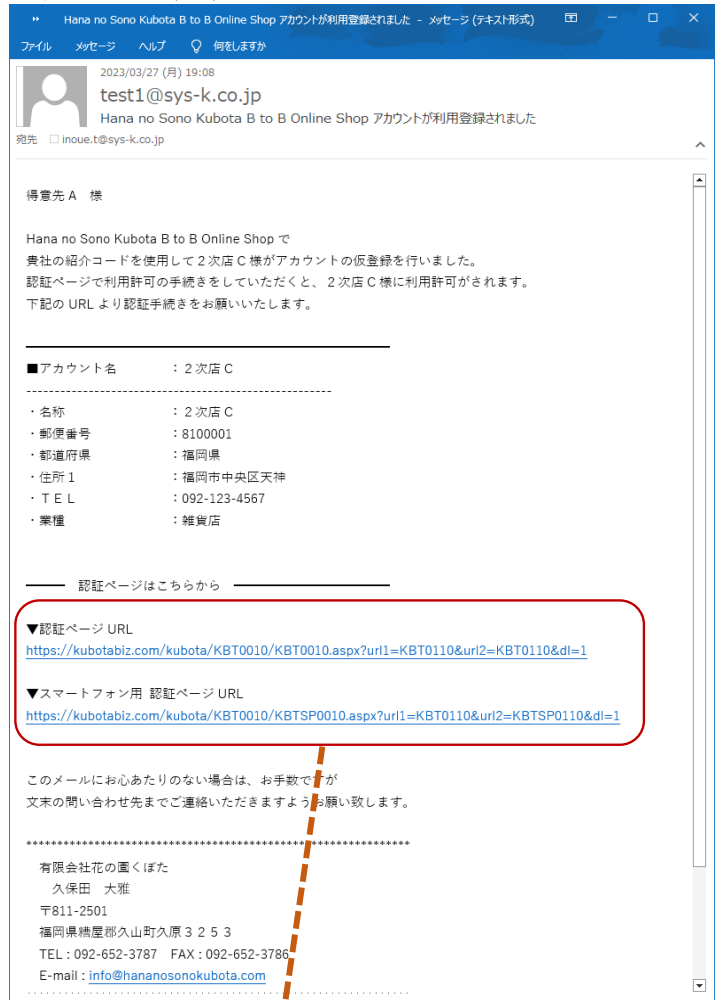 Hana no Sono Kubota B to B Online Shop アカウントが利用登録されました - メッセージ (テキスト形式)
ファイル メッセージ ヘルプ 何をしますか
2023/03/27 (月) 19:08
test1@sys-k.co.jp
Hana no Sono Kubota B to B Online Shop アカウントが利用登録されました
宛先 inoue.t@sys-k.co.jp
得意先 A 様
Hana no Sono Kubota B to B Online Shop で
貴社の紹介コードを使用して２次店 C 様がアカウントの仮登録を行いました。
認証ページで利用許可の手続きをしていただくと、２次店 C 様に利用許可がされます。
下記の URL より認証手続きをお願いいたします。
■アカウント名 ：２次店 C
-----------------------------------------------------
・名称 ：２次店 C
・郵便番号 ：8100001
・都道府県 ：福岡県
・住所１ ：福岡市中央区天神
・ＴＥＬ ：092-123-4567
・業種 ：雑貨店
――― 認証ページはこちらから ――――――――――――
▼認証ページ URL
https://kubotabiz.com/kubota/KBT0010/KBT0010.aspx?url1=KBT0110&url2=KBT0110&dl=1
▼スマートフォン用 認証ページ URL
https://kubotabiz.com/kubota/KBT0010/KBTSP0010.aspx?url1=KBT0110&url2=KBTSP0110&dl=1
このメールにお心あたりのない場合は、お手数ですが
文末の問い合わせ先までご連絡いただきますようお願い致します。
*************************************************************
有限会社花の園くぼた
久保田 大雅
〒811-2501
福岡県糟屋郡久山町久原３２５３
TEL : 092-652-3787 FAX : 092-652-3786
E-mail : info@hananosonokubota.com